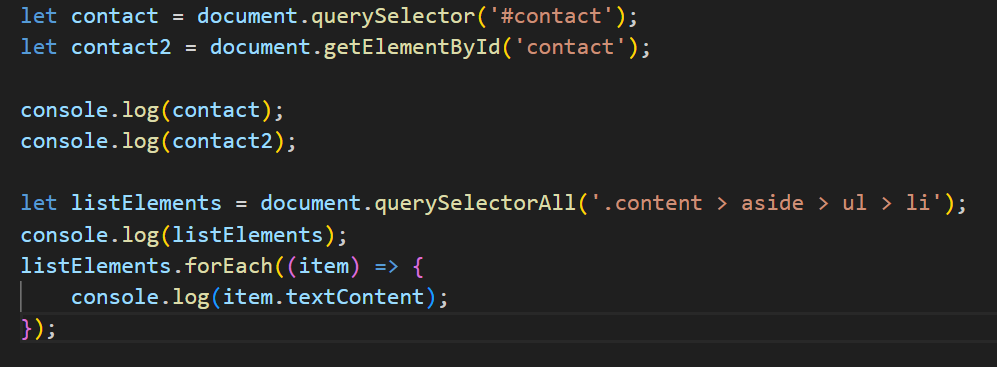 let contact = document.querySelector('#contact');
let contact2 = document.getElementById('contact');
console.log(contact);
console.log(contact2);
let listElements = document.querySelectorAll('.content > aside > ul > li');
console.log(listElements);
listElements.forEach((item) => {
    console.log(item.textContent);
});